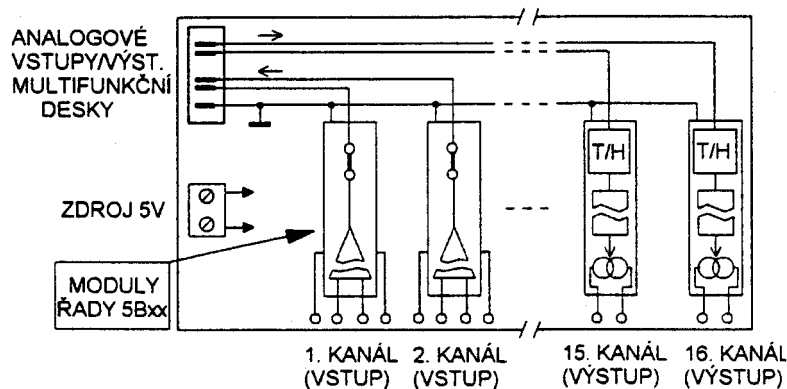 ANALOGOVÉ
VSTUPY/VÝST.
MULTIFUNKČNÍ
DESKY
T/H
T/H
ZDROJ 5V
MODULY
ŘADY 5Bxx
1. KANÁL
(VSTUP)
2. KANÁL
(VSTUP)
15. KANÁL
(VÝSTUP)
16. KANÁL
(VÝSTUP)